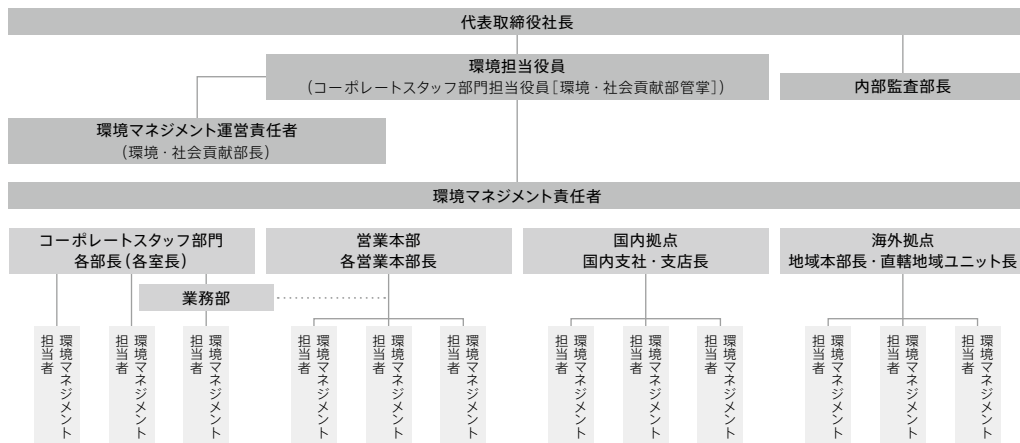 代表取締役社長
環境担当役員
（コーポレートスタッフ部門担当役員［環境・社会貢献部管掌］）
内部監査部長
環境マネジメント運営責任者
（環境・社会貢献部長）
環境マネジメント責任者
コーポレートスタッフ部門
各部長（各室長）
営業本部
各営業本部長
国内拠点
国内支社・支店長
海外拠点
地域本部長・直轄地域ユニット長
業務部
環境マネジメント
担当者
環境マネジメント
担当者
環境マネジメント
担当者
環境マネジメント
担当者
環境マネジメント
担当者
環境マネジメント
担当者
環境マネジメント
担当者
環境マネジメント
担当者
環境マネジメント
担当者
環境マネジメント
担当者
環境マネジメント
担当者
環境マネジメント
担当者